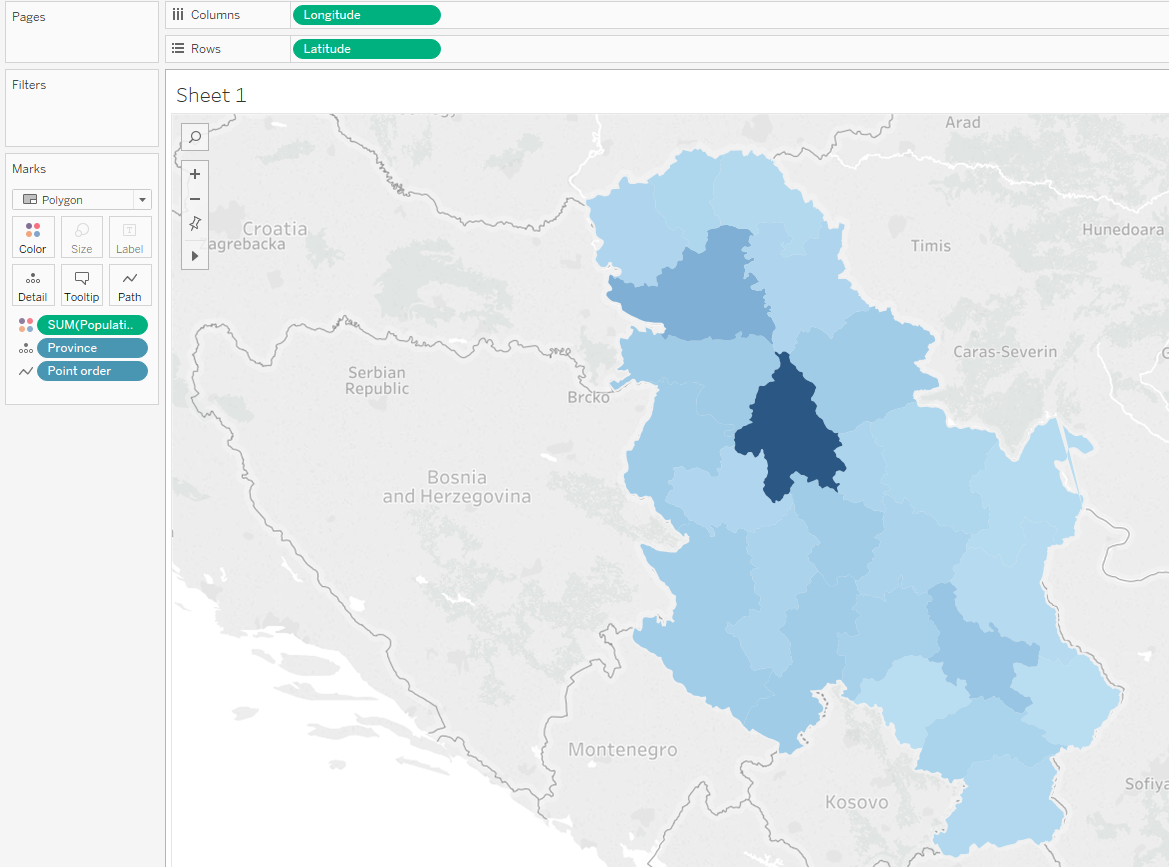 Pages
Columns
Longitude
Rows
Latitude
Filters
Sheet 1
Marks
Polygon
Color
Size
Label
Detail
Tooltip
Path
SUM(Populati..
Province
Point order
Arad
Croatia
Zagrebacka
Timis
Hunedoara
Caras-Severin
Serbian
Republic
Brcko
Bosnia
and Herzegovina
Montenegro
Kosovo
Sofiya